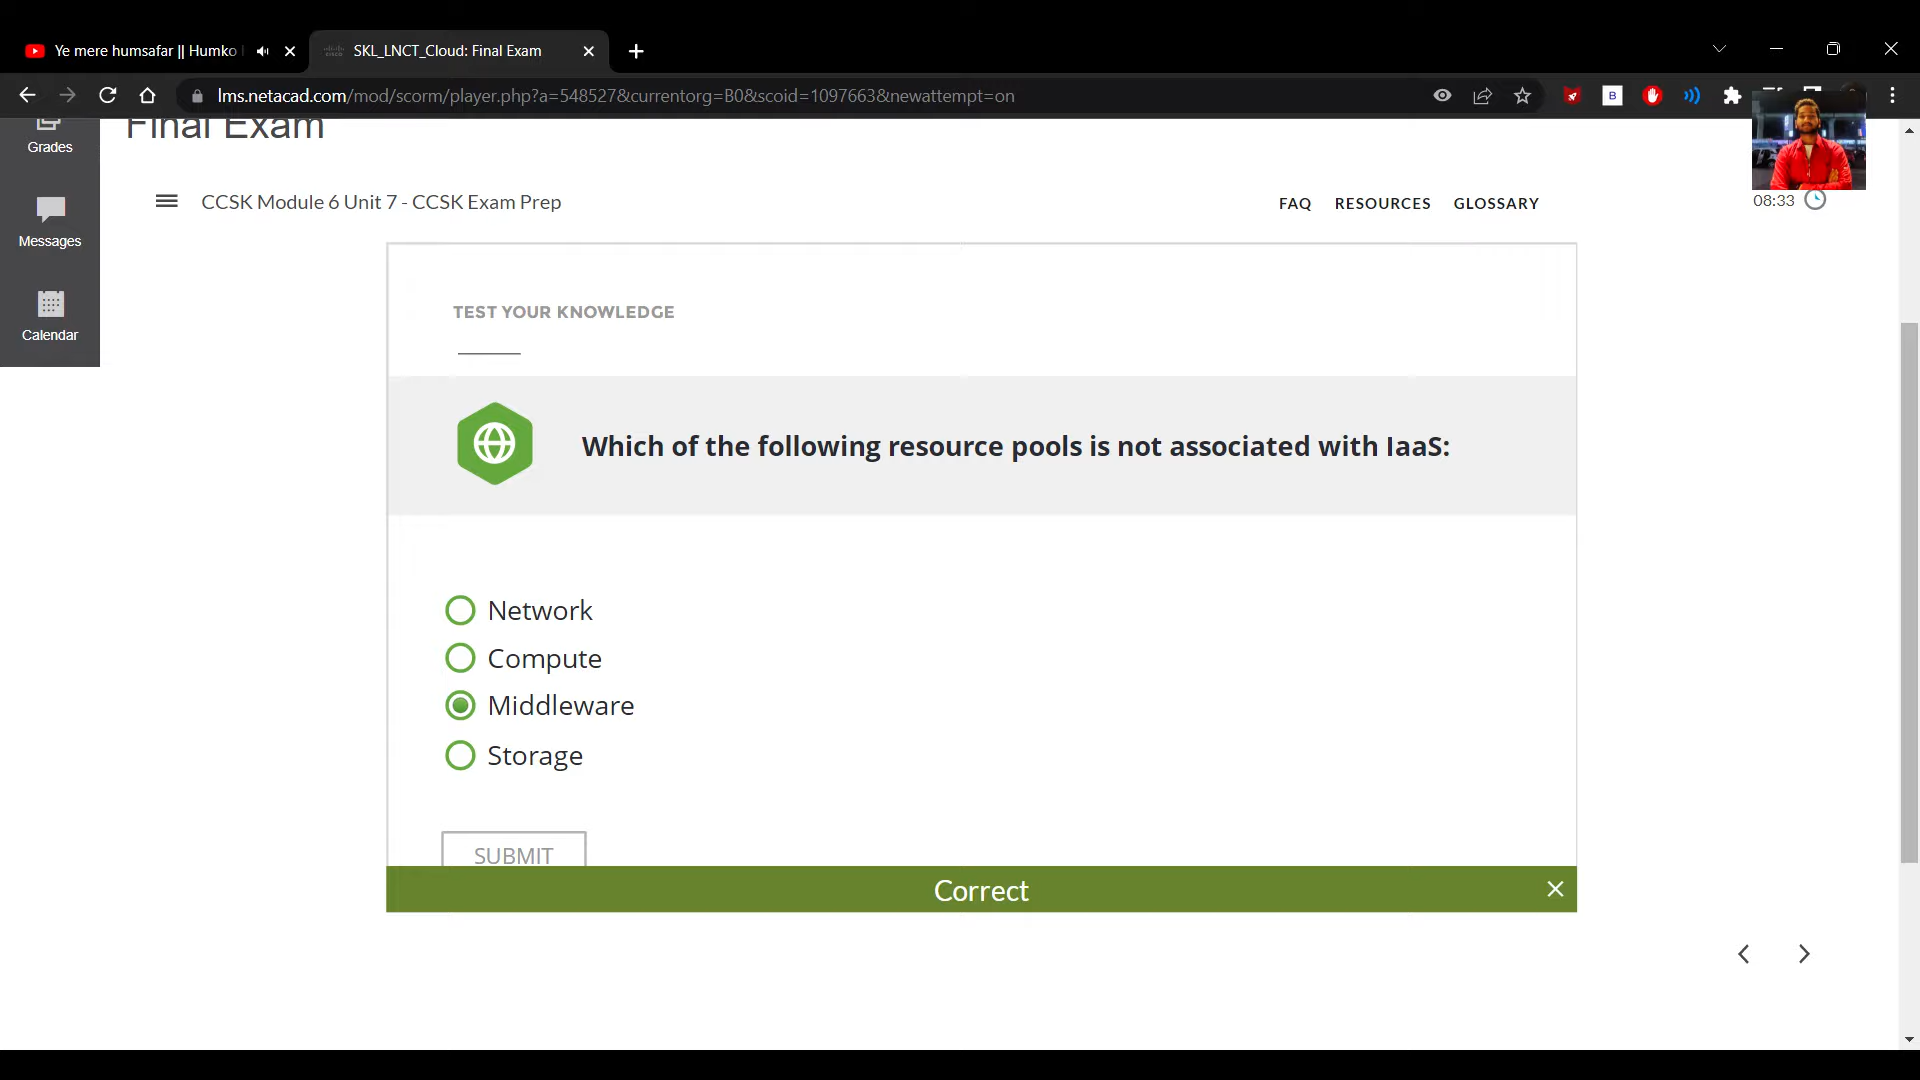 Ye mere humsafar || Humko
SKL_LNCT_Cloud: Final Exam
lms.netacad.com/mod/scorm/player.php?a=548527&currentorg=B0&scoid=1097663&newattempt=on
Final Exam
Grades
Messages
Calendar
CCSK Module 6 Unit 7 - CCSK Exam Prep
FAQ RESOURCES GLOSSARY
08:33
TEST YOUR KNOWLEDGE
Which of the following resource pools is not associated with IaaS:
Network
Compute
Middleware
Storage
SUBMIT
Correct